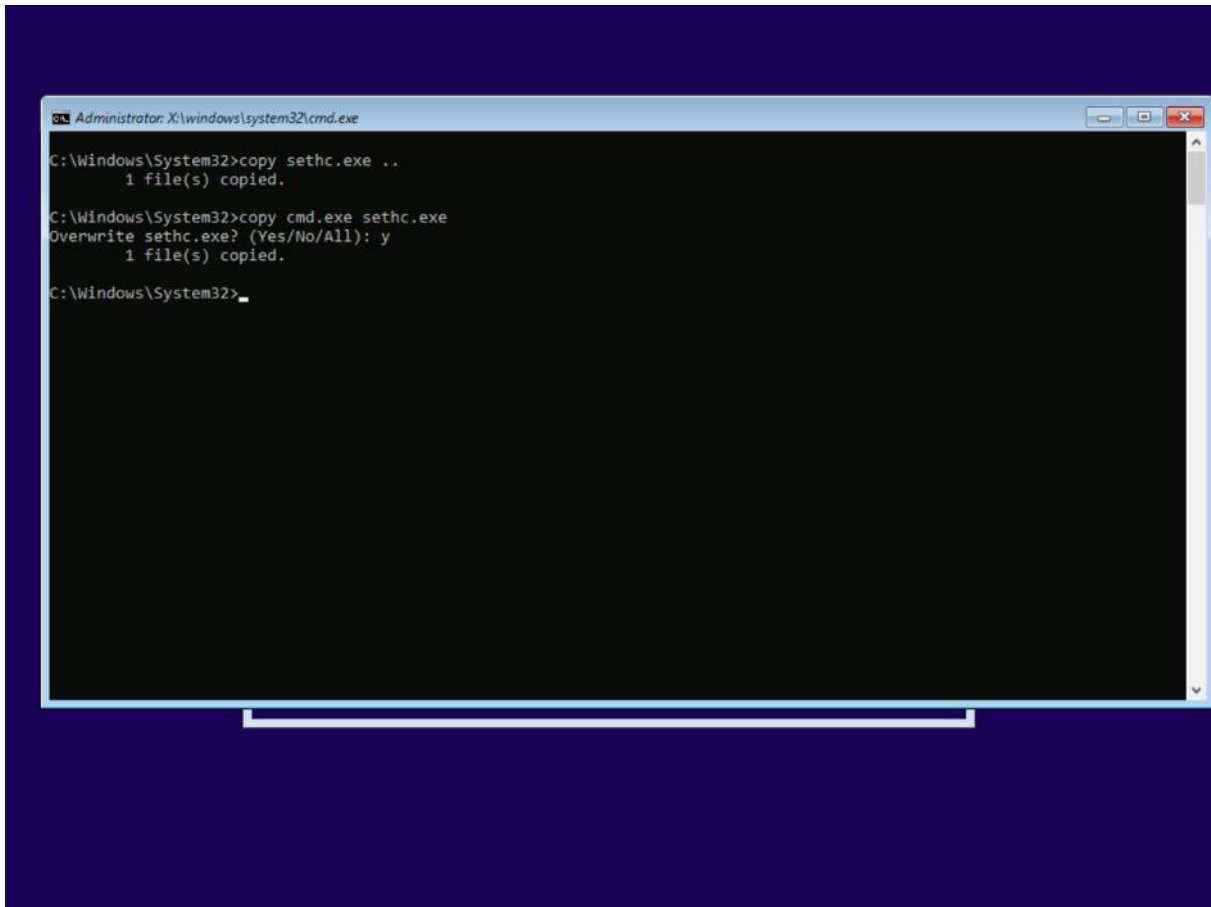 Administrator: X:\windows\system32\cmd.exe
C:\Windows\System32>copy sethc.exe ..
1 file(s) copied.
C:\Windows\System32>copy cmd.exe sethc.exe
Overwrite sethc.exe? (Yes/No/All): y
1 file(s) copied.
C:\Windows\System32>